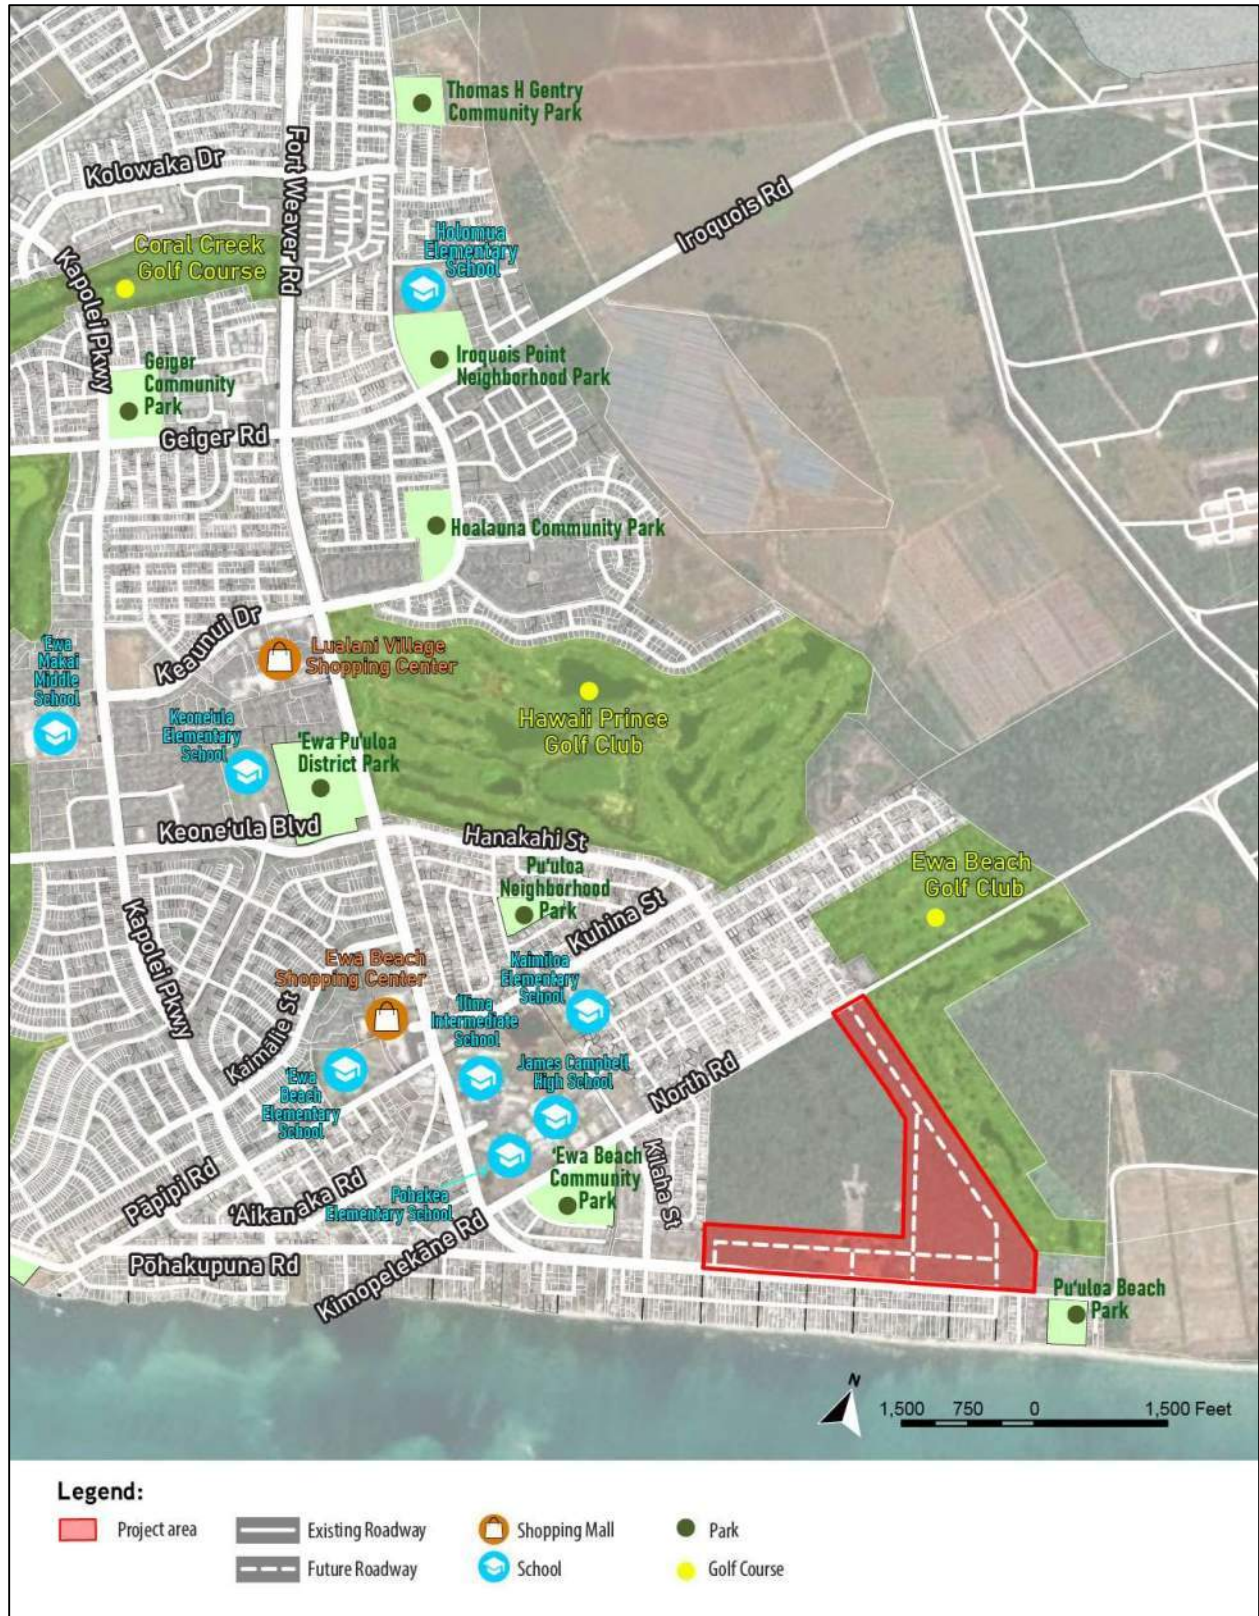 Thomas H Gentry
Community Park
Kolowaka Dr
Fort Weaver Rd
Iroquois Rd
Holomua
Elementary
School
Coral Creek
Golf Course
Kapolei Pkwy
Iroquois Point
Neighborhood Park
Geiger
Community
Park
Geiger Rd
Hoalauna Community Park
Keaunui Dr
Lualani Village
Shopping Center
'Ewa
Makai
Middle
School
Keone'ula
Elementary
School
'Ewa Pu'uloa
District Park
Hawaii Prince
Golf Club
Keone'ula Blvd
Hanakahi St
Pu'uloa
Neighborhood
Park
Ewa Beach
Golf Club
Kapolei Pkwy
Kuhina St
Ewa Beach
Shopping Center
Kaimiloa
Elementary
School
'Ilima
Intermediate
School
Kaimālie St
James Campbell
High School
'Ewa
Beach
Elementary
School
North Rd
Kilaha St
'Ewa Beach
Community
Park
Pāpipi Rd
'Aikanaka Rd
Pohakea
Elementary School
Pōhakupuna Rd
Kimopelekāne Rd
Pu'uloa Beach
Park
N
1,500 750 0 1,500 Feet
Legend:
Project area
Existing Roadway
Shopping Mall
Park
Future Roadway
School
Golf Course